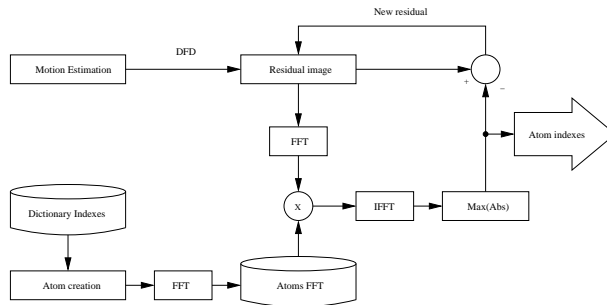 New residual
DFD
Motion Estimation
Residual image
+
−
FFT
Atom indexes
Dictionary Indexes
X
IFFT
Max(Abs)
Atom creation
FFT
Atoms FFT